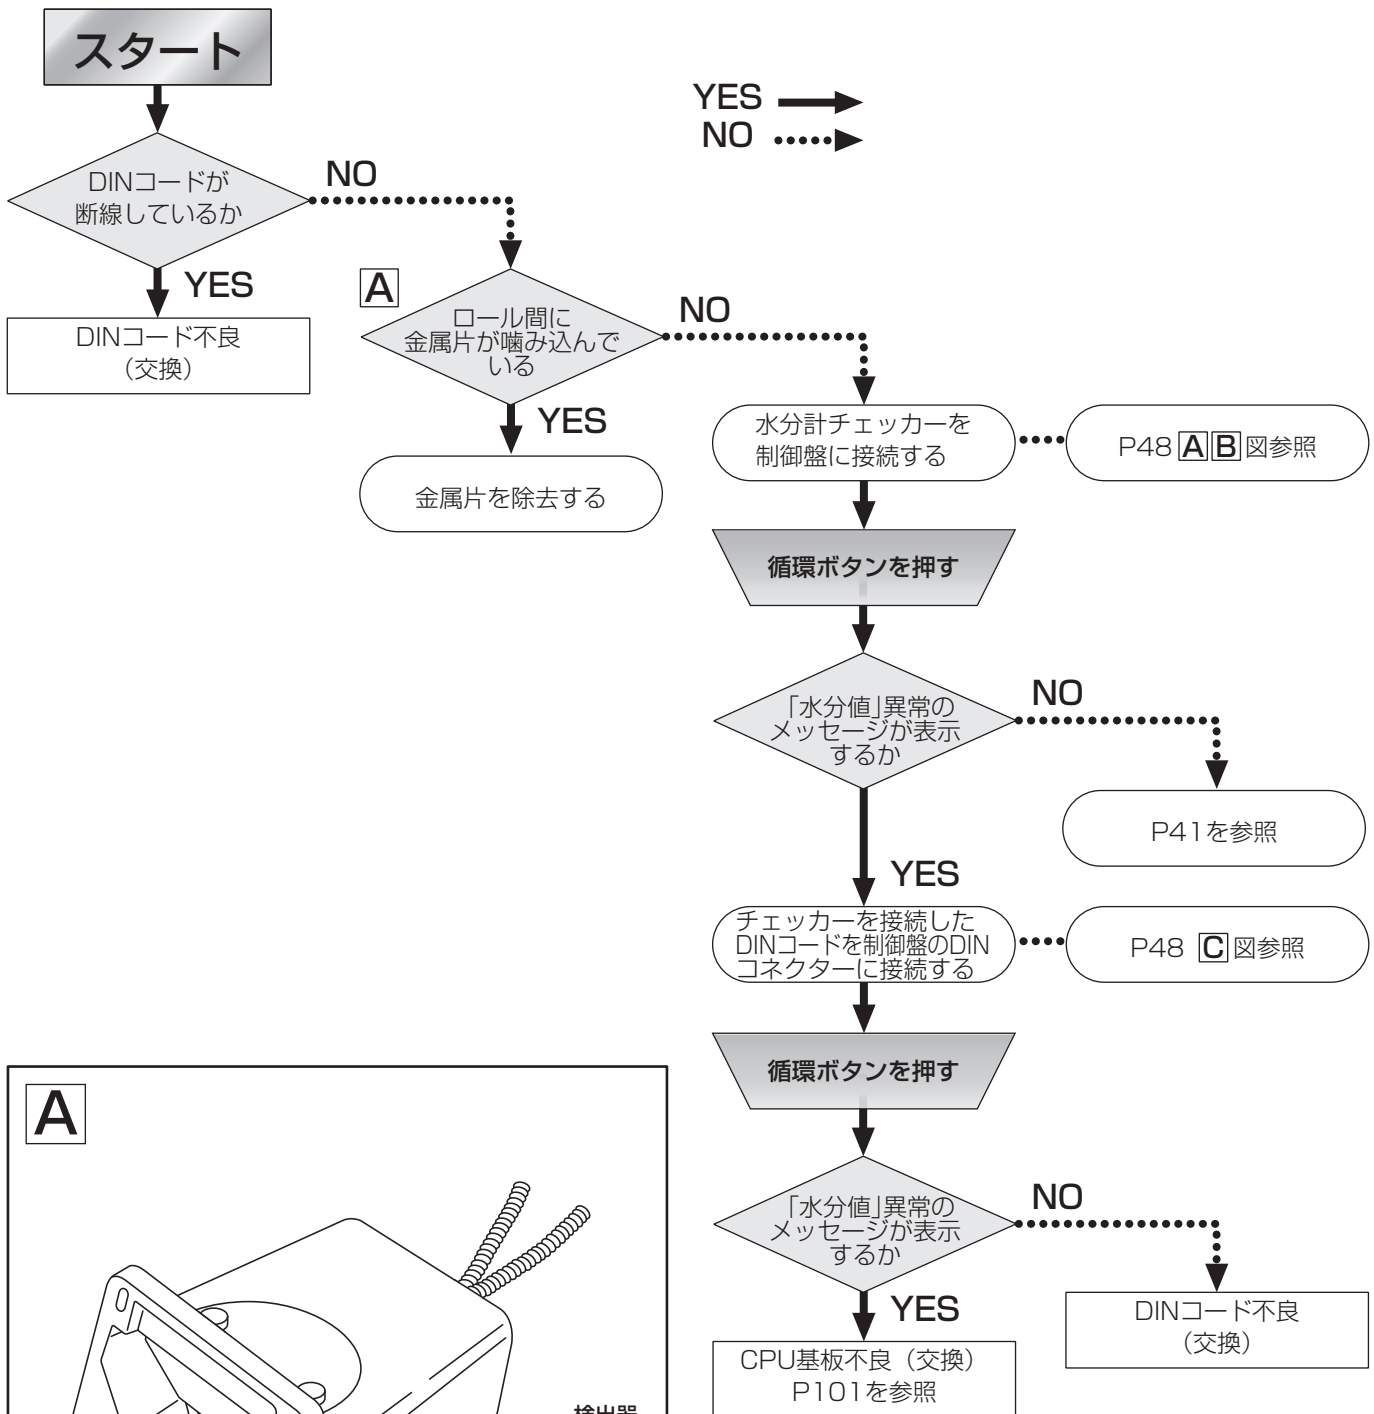 スタート
YES
NO
DINコードが
断線しているか
NO
YES
DINコード不良
(交換)
A
ロール間に
金属片が噛み込んで
いる
NO
YES
金属片を除去する
水分計チェッカーを
制御盤に接続する
P48 A B 図参照
循環ボタンを押す
「水分値」異常の
メッセージが表示
するか
NO
P41を参照
YES
チェッカーを接続した
DINコードを制御盤のDIN
コネクターに接続する
P48 C 図参照
循環ボタンを押す
「水分値」異常の
メッセージが表示
するか
NO
DINコード不良
(交換)
YES
CPU基板不良(交換)
P101を参照
A
検出器